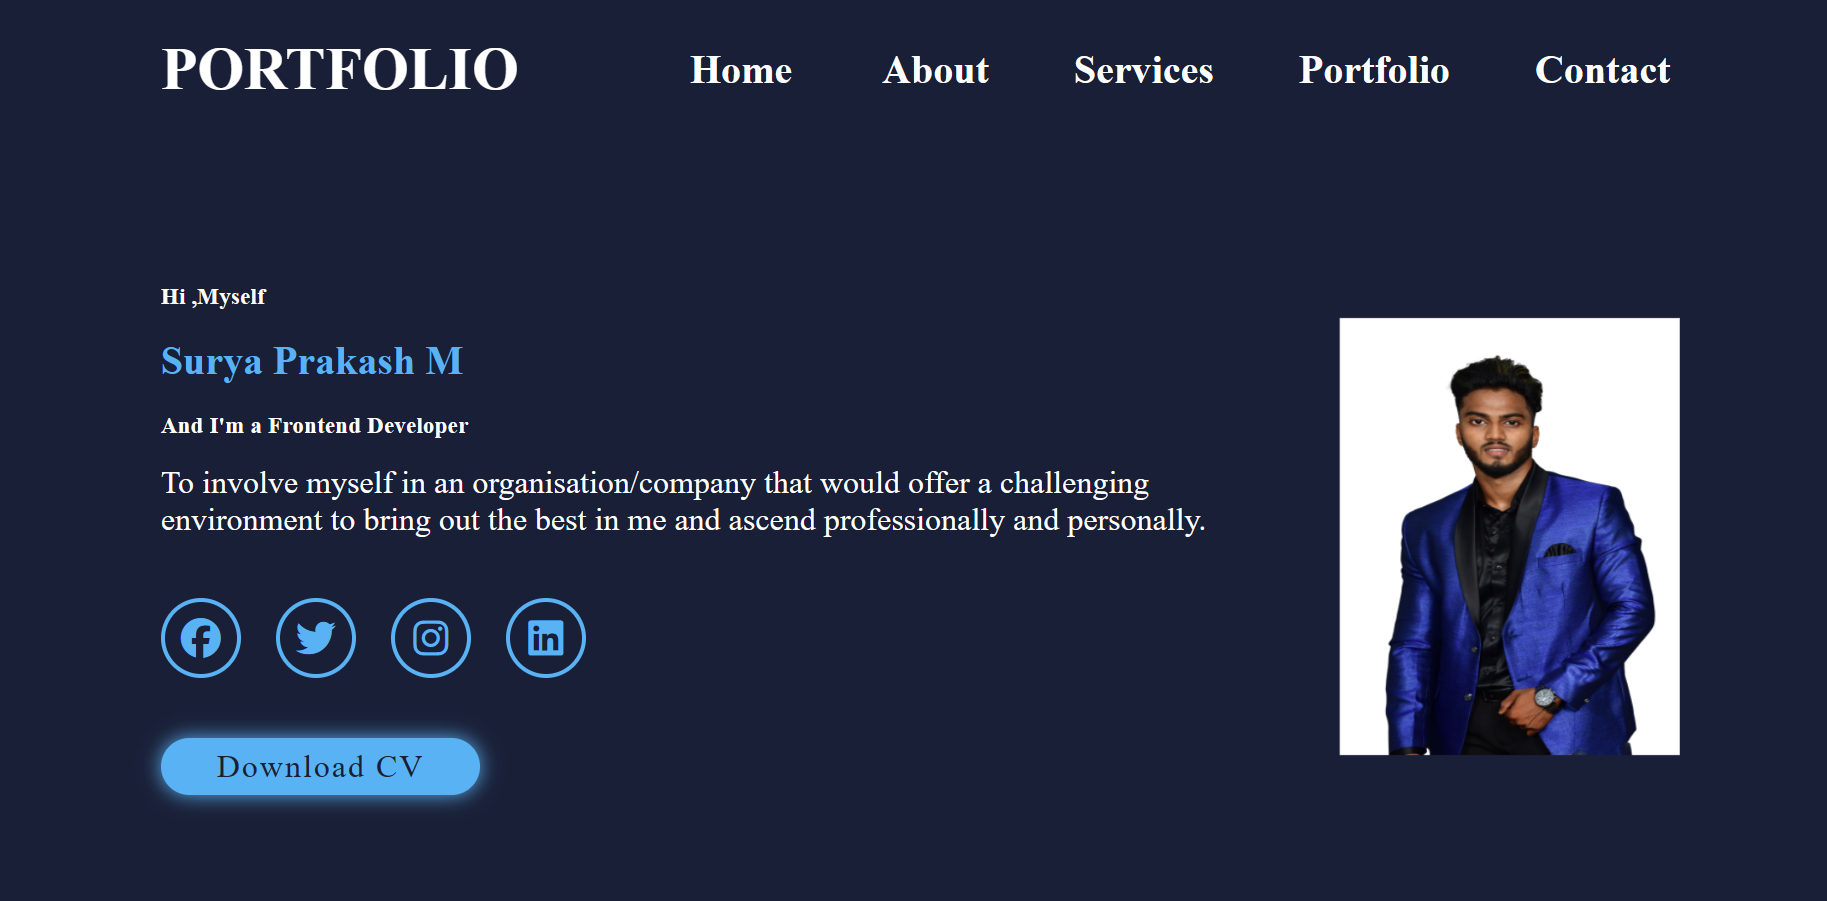 PORTFOLIO
Home About Services Portfolio Contact
Hi ,Myself
Surya Prakash M
And I'm a Frontend Developer
To involve myself in an organisation/company that would offer a challenging
environment to bring out the best in me and ascend professionally and personally.
Download CV